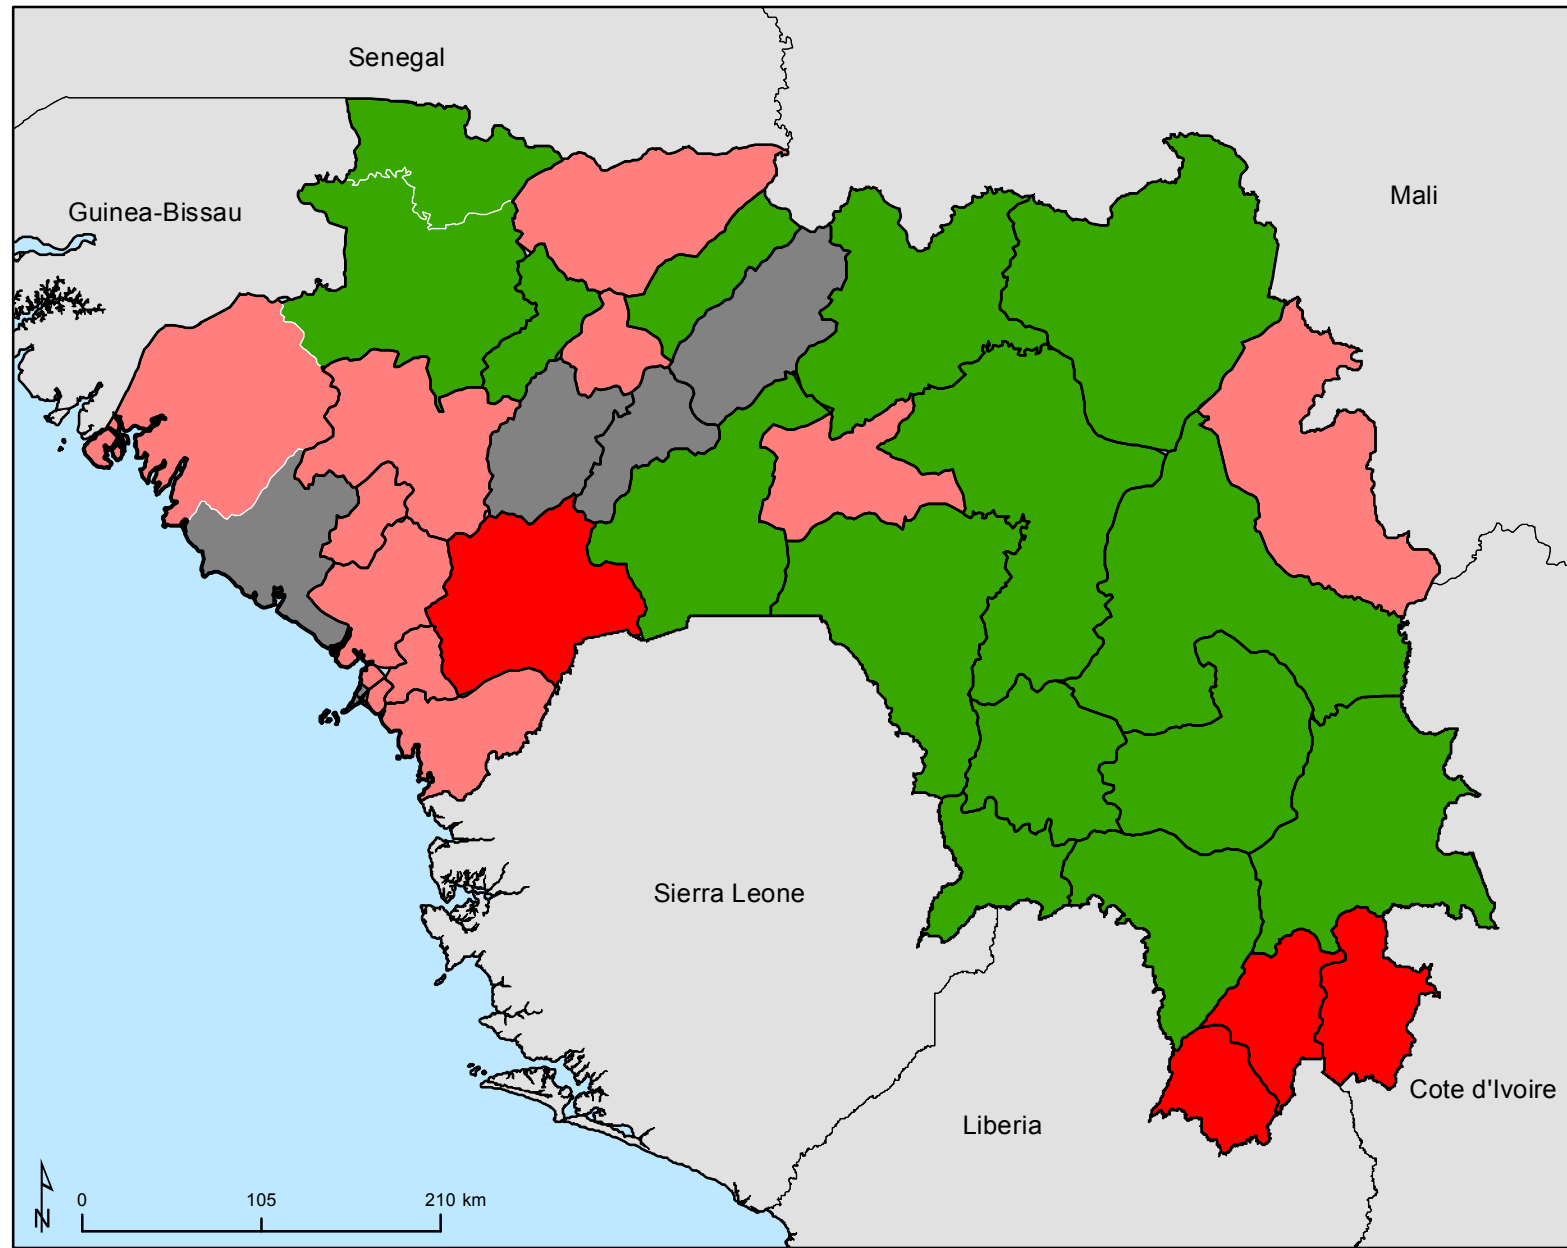 Senegal
Mali
Guinea-Bissau
Sierra Leone
Cote d'Ivoire
Liberia
0 105 210 km
N